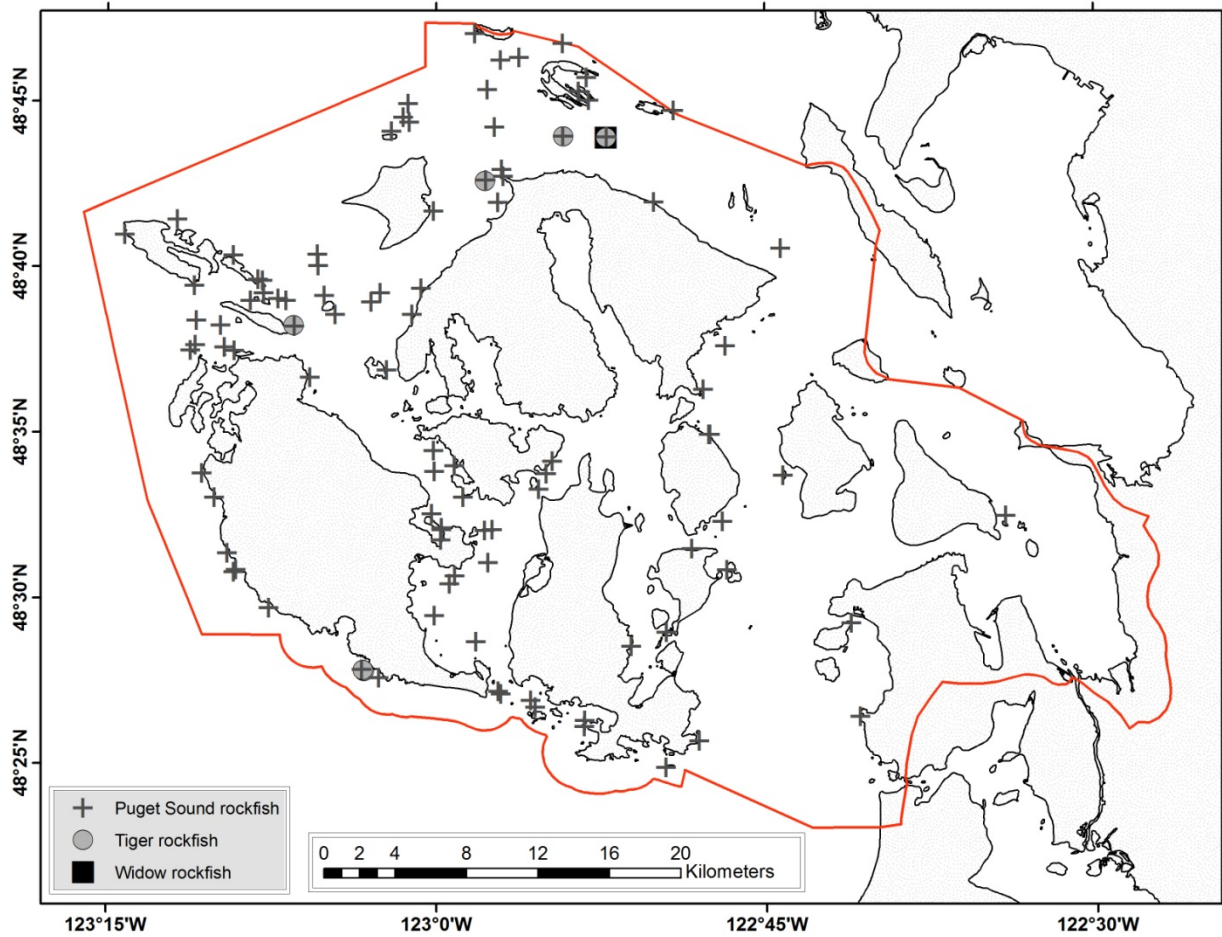 48°45'N
48°40'N
48°35'N
48°30'N
48°25'N
Puget Sound rockfish
Tiger rockfish
Widow rockfish
0 2 4 8 12 16 20
Kilometers
123°15'W 123°0'W 122°45'W 122°30'W